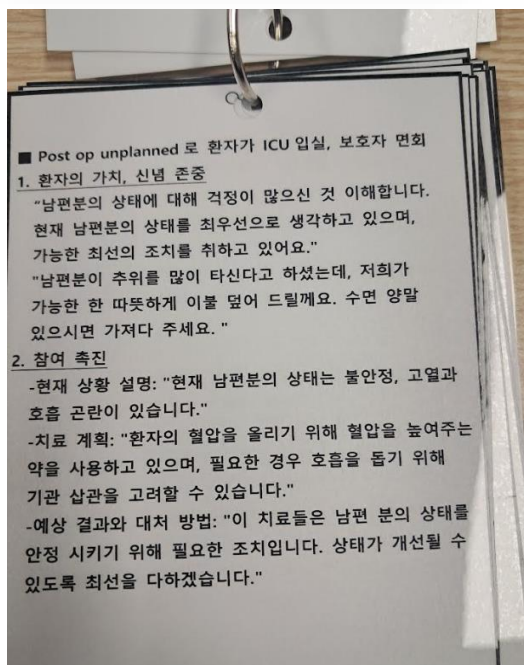 ■ Post op unplanned 로 환자가 ICU 입실, 보호자 면회
1. 환자의 가치, 신념 존중
"남편분의 상태에 대해 걱정이 많으신 것 이해합니다.
현재 남편분의 상태를 최우선으로 생각하고 있으며,
가능한 최선의 조치를 취하고 있어요."
"남편분이 추위를 많이 타신다고 하셨는데, 저희가
가능한 한 따뜻하게 이불 덮어 드릴께요. 수면 양말
있으시면 가져다 주세요. "
2. 참여 촉진
-현재 상황 설명: "현재 남편분의 상태는 불안정, 고열과
호흡 곤란이 있습니다."
-치료 계획: "환자의 혈압을 올리기 위해 혈압을 높여주는
약을 사용하고 있으며, 필요한 경우 호흡을 돕기 위해
기관 삽관을 고려할 수 있습니다."
-예상 결과와 대처 방법: "이 치료들은 남편 분의 상태를
안정 시키기 위해 필요한 조치입니다. 상태가 개선될 수
있도록 최선을 다하겠습니다."